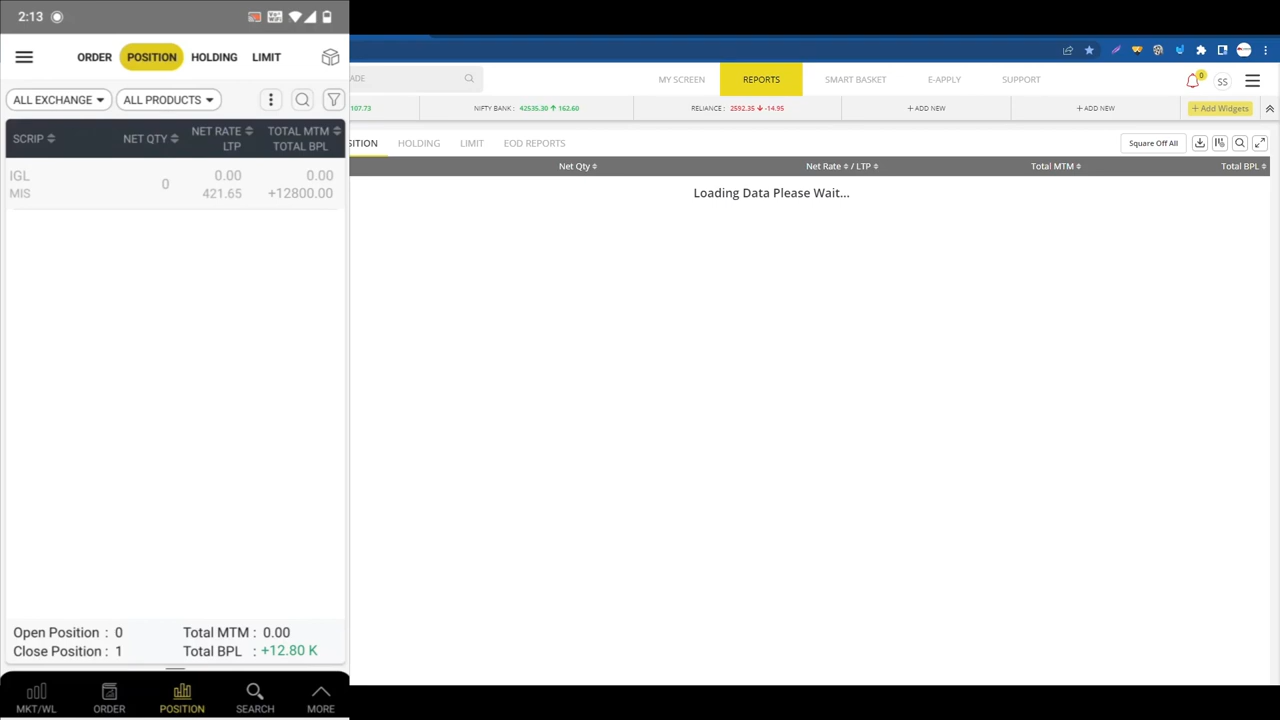 2:13
ORDER POSITION HOLDING LIMIT
ALL EXCHANGE ALL PRODUCTS
SCRIP NET QTY NET RATE LTP TOTAL MTM TOTAL BPL
IGL 0 0.00 0.00
MIS 421.65 +12800.00
Open Position : 0 Total MTM : 0.00
Close Position : 1 Total BPL : +12.80 K
MKT/WL ORDER POSITION SEARCH MORE
ADE MY SCREEN REPORTS SMART BASKET E-APPLY SUPPORT 0 SS
107.73 NIFTY BANK : 42535.30 162.60 RELIANCE : 2592.35 -14.95 + ADD NEW + ADD NEW + Add Widgets
SITION HOLDING LIMIT EOD REPORTS Square Off All
Net Qty Net Rate / LTP Total MTM Total BPL
Loading Data Please Wait...